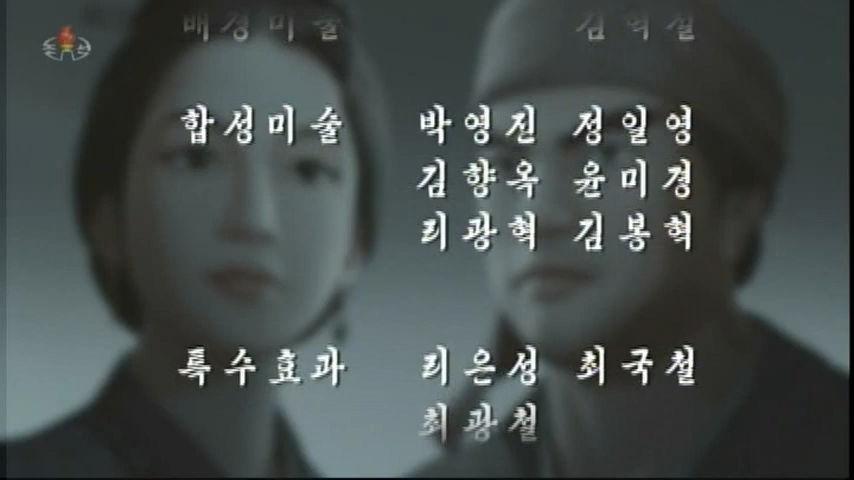 배경미술 김혁철
합성미술 박영진 정일영
김향옥 윤미경
리광혁 김봉혁
특수효과 리은성 최국철
최광철